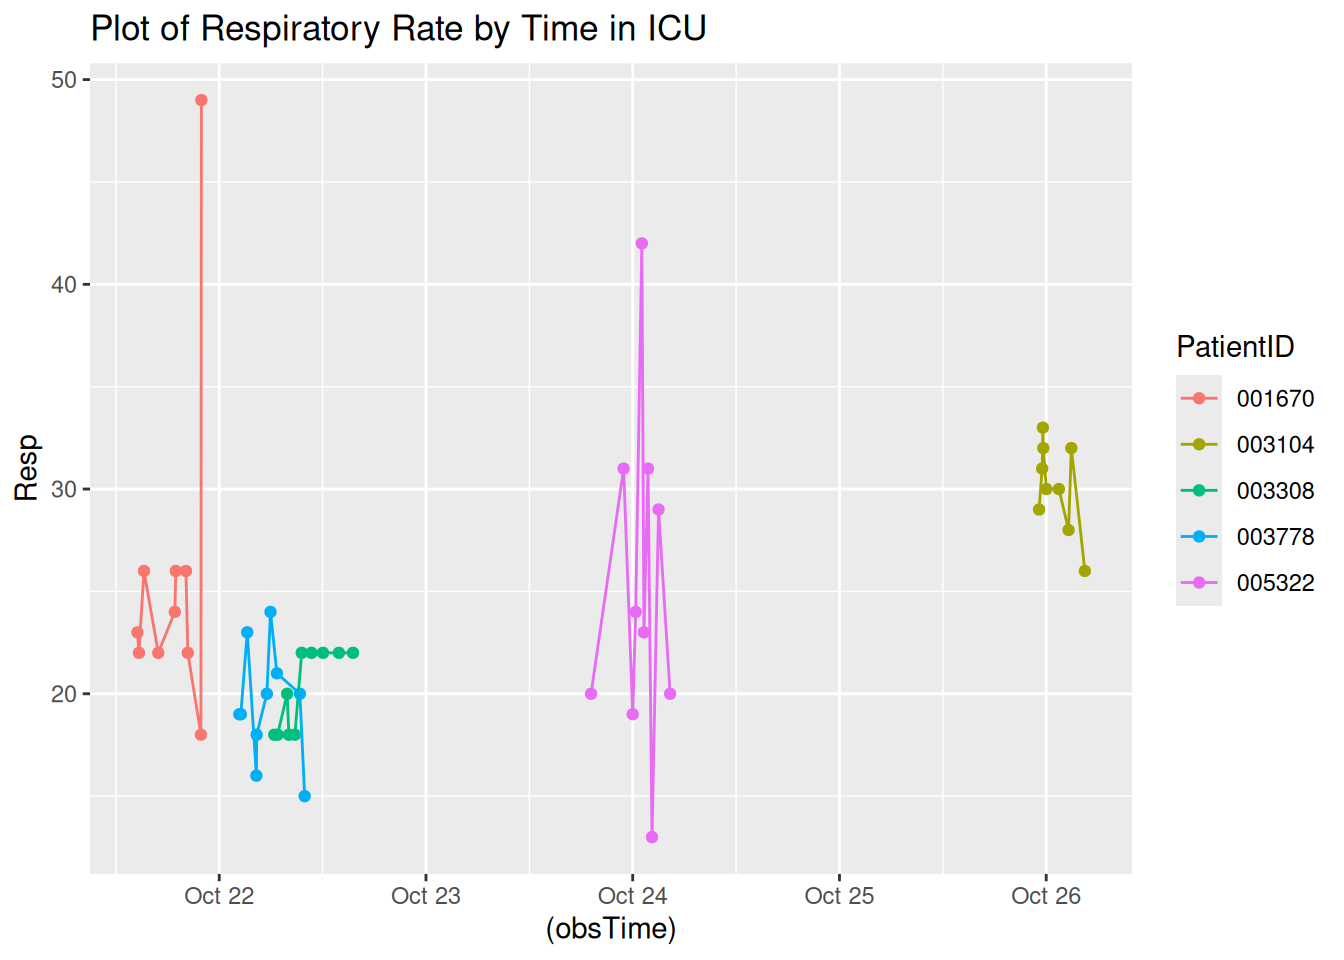 Plot of Respiratory Rate by Time in ICU
50
40
30
20
Resp
Oct 22 Oct 23 Oct 24 Oct 25 Oct 26
(obsTime)
PatientID
001670
003104
003308
003778
005322